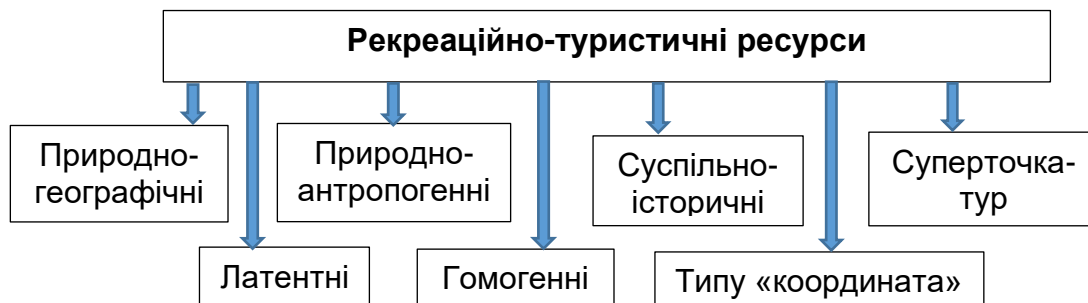 Рекреаційно-туристичні ресурси
Природно-
географічні
Природно-
антропогенні
Суспільно-
історичні
Суперточка-
тур
Латентні
Гомогенні
Типу «координата»